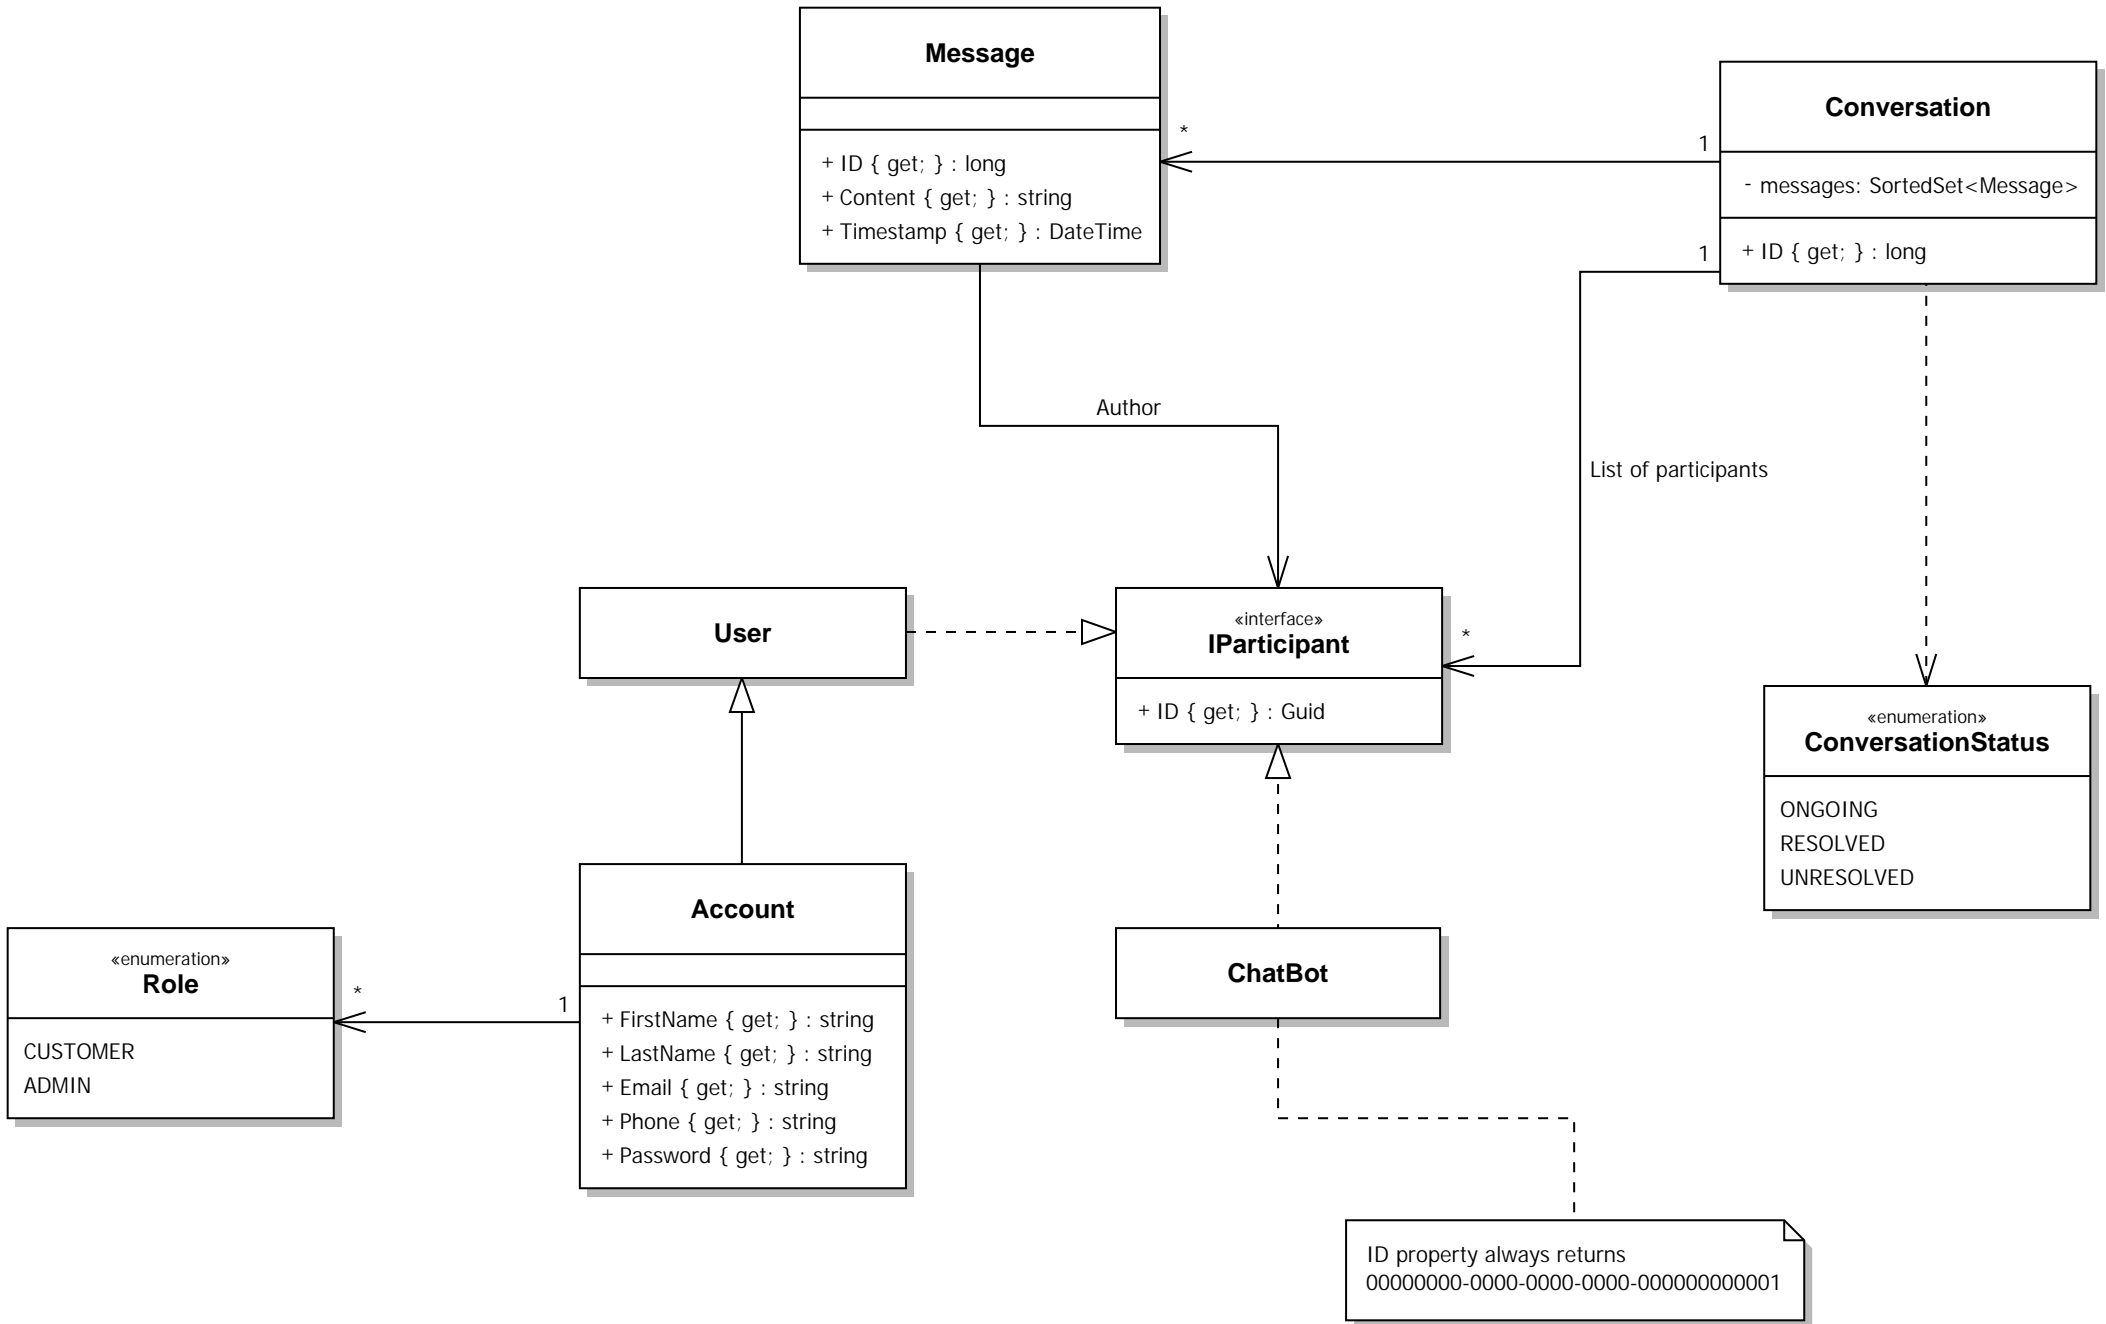 Message
+ ID { get; } : long
+ Content { get; } : string
+ Timestamp { get; } : DateTime
Conversation
- messages: SortedSet<Message>
+ ID { get; } : long
*
1
1
Author
List of participants
User
«interface»
IParticipant
+ ID { get; } : Guid
*
«enumeration»
ConversationStatus
ONGOING
RESOLVED
UNRESOLVED
Account
+ FirstName { get; } : string
+ LastName { get; } : string
+ Email { get; } : string
+ Phone { get; } : string
+ Password { get; } : string
«enumeration»
Role
CUSTOMER
ADMIN
*
1
ChatBot
ID property always returns
00000000-0000-0000-0000-000000000001